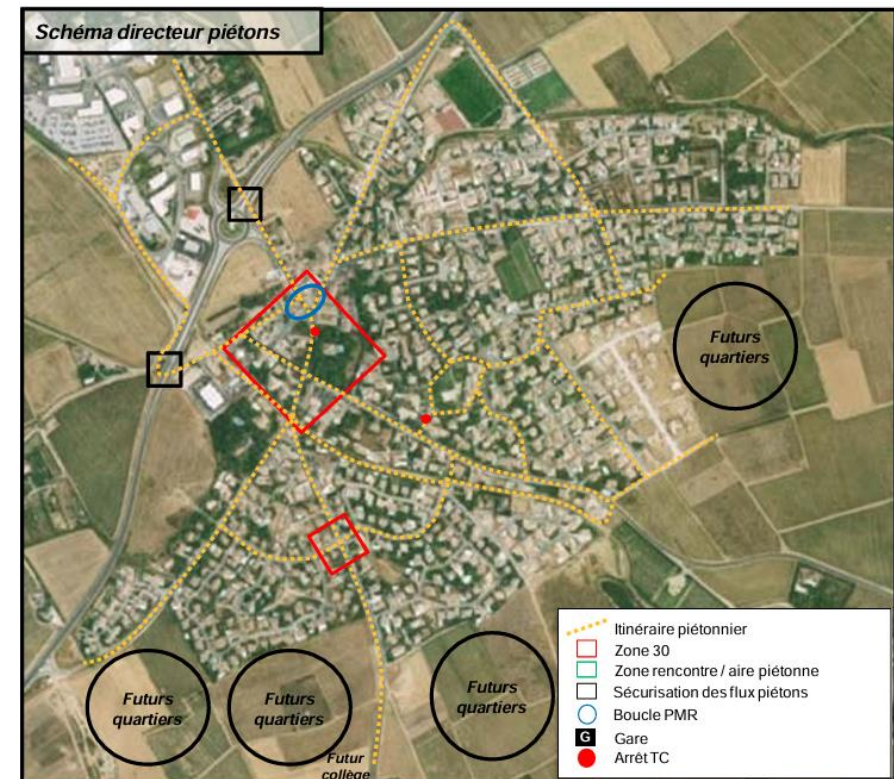 Schéma directeur piétons
Futurs
quartiers
Futurs
quartiers
Futurs
quartiers
Futurs
quartiers
Futur
collège
Itinéraire piétonnier
Zone 30
Zone rencontre / aire piétonne
Sécurisation des flux piétons
Boucle PMR
G Gare
Arrêt TC